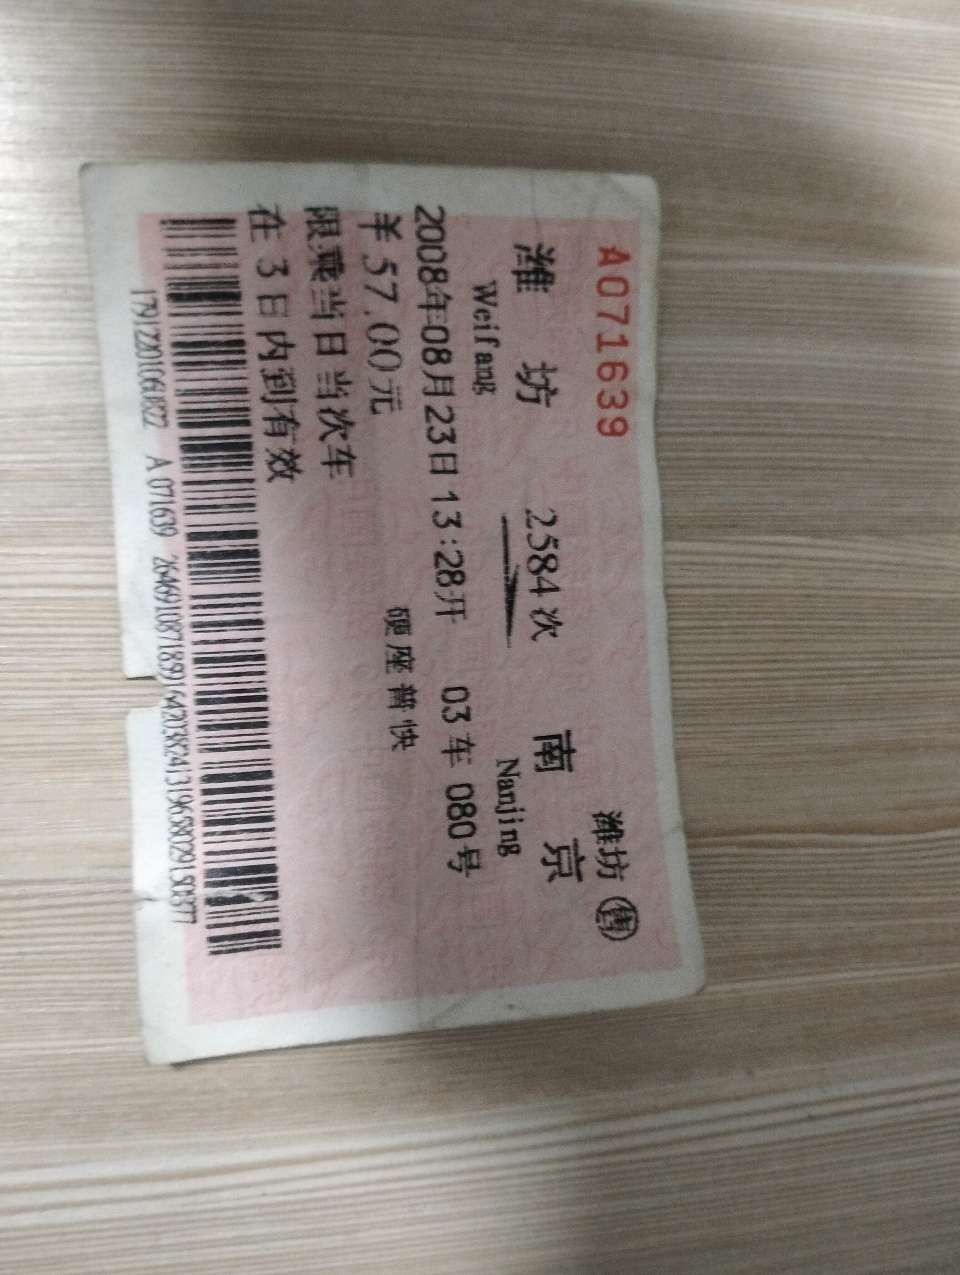 A071639 潍坊 ㊝售
潍坊 2584次 南京
Weifang Nanjing
2008年08月23日13:28开 03车080号
￥57.00元 硬座普快
限乘当日当次车
在3日内到有效
A071639